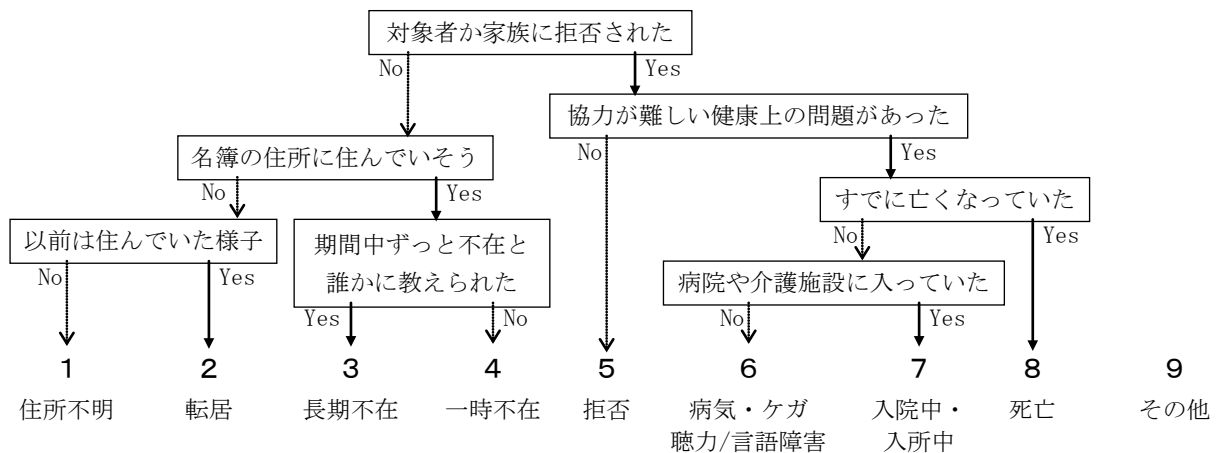 対象者か家族に拒否された
No
Yes
協力が難しい健康上の問題があった
名簿の住所に住んでいそう
No
Yes
No
Yes
すでに亡くなっていた
以前は住んでいた様子
期間中ずっと不在と
誰かに教えられた
No
Yes
No
Yes
病院や介護施設に入っていた
Yes
No
No
Yes
1
2
3
4
5
6
7
8
9
住所不明
転居
長期不在
一時不在
拒否
病気・ケガ
聴力/言語障害
入院中・
入所中
死亡
その他